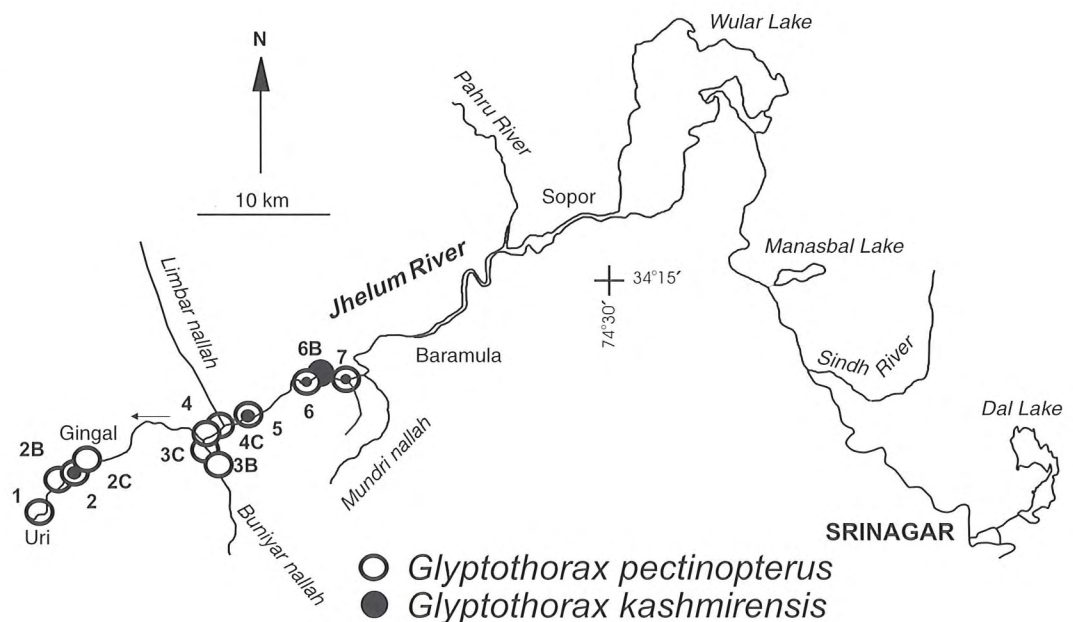 Wular Lake
N
Pahru River
10 km
Sopor
Manasbal Lake
34°15′
74°30′
Jhelum River
Limbar nallah
Baramula
Sindh River
6B
7
Dal Lake
6
4
5
Gingal
4C
2B
3C
3B
2C
1
2
Mundri nallah
Uri
Buniyar nallah
SRINAGAR
Glyptothorax pectinopterus
Glyptothorax kashmirensis